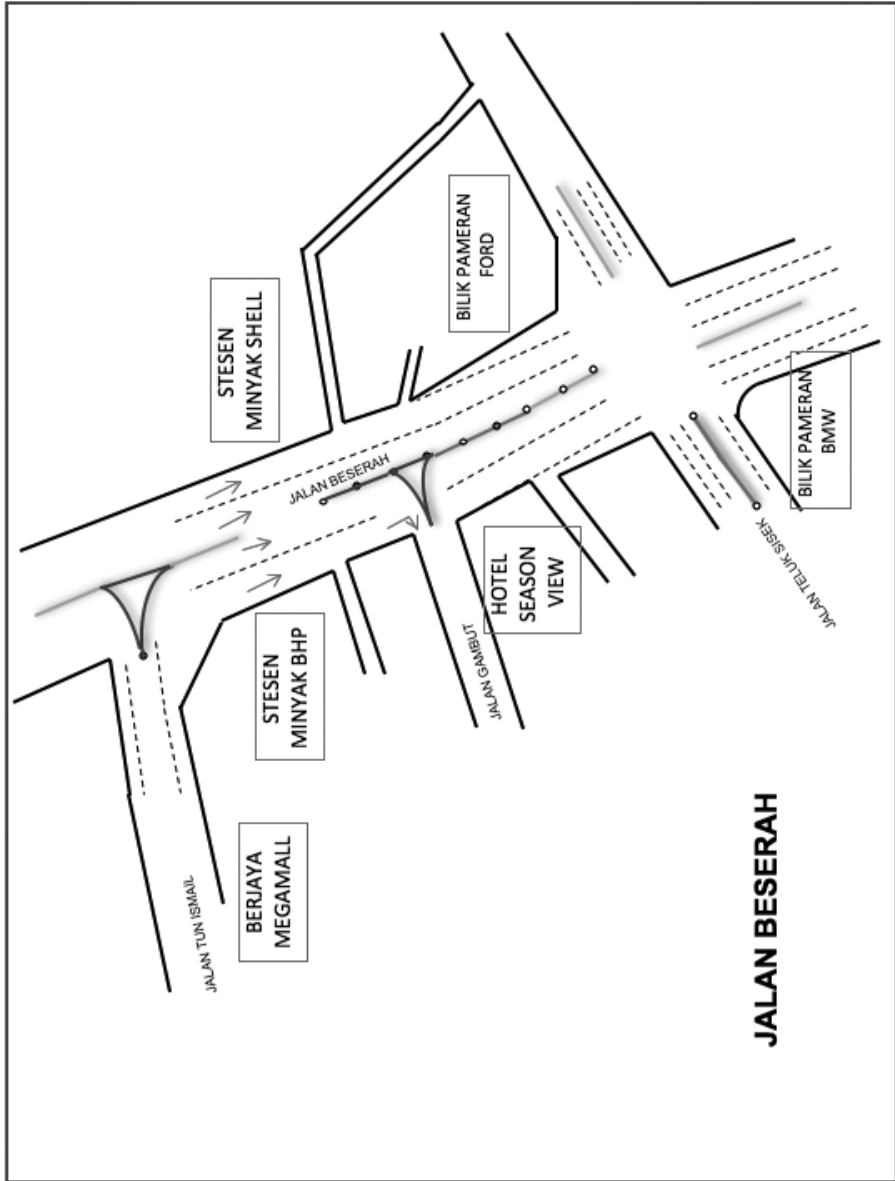 STESEN
MINYAK SHELL
BILIK PAMERAN
FORD
JALAN BESERAH
STESEN
MINYAK BHP
HOTEL
SEASON
VIEW
BILIK PAMERAN
BMW
JALAN GAMBUT
JALAN TELUK SISEK
JALAN TUN ISMAIL
BERJAYA
MEGAMALL
JALAN BESERAH